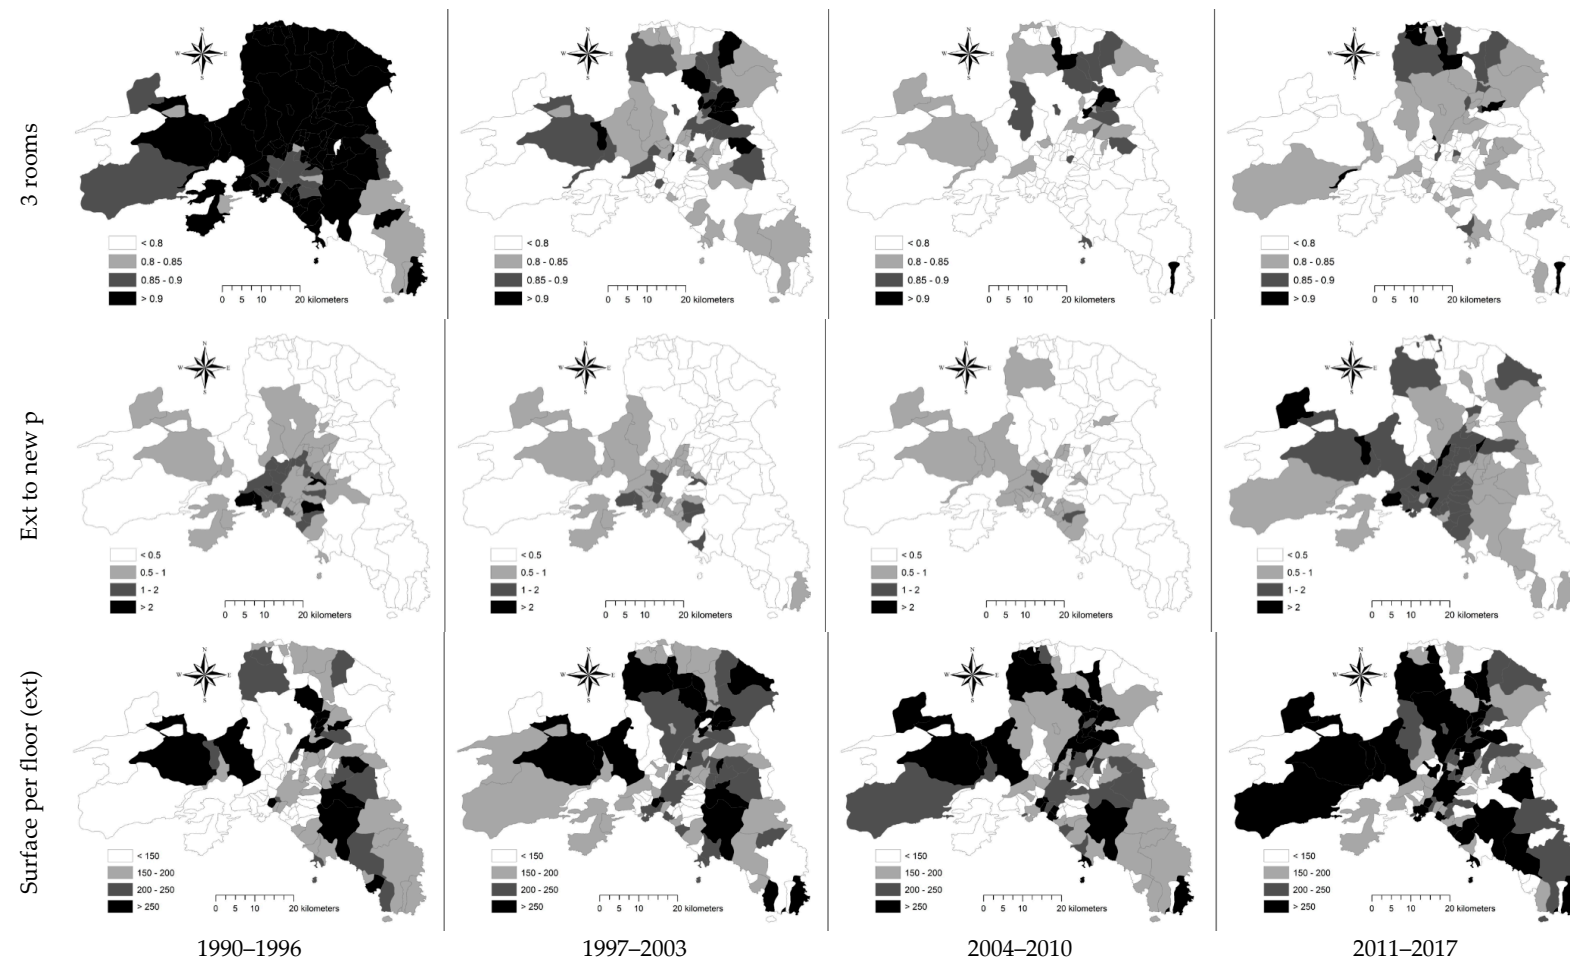 3 rooms
N
W E
S
< 0.8
0.8 - 0.85
0.85 - 0.9
> 0.9
0 5 10 20 kilometers
N
W E
S
< 0.8
0.8 - 0.85
0.85 - 0.9
> 0.9
0 5 10 20 kilometers
N
W E
S
< 0.8
0.8 - 0.85
0.85 - 0.9
> 0.9
0 5 10 20 kilometers
N
W E
S
< 0.8
0.8 - 0.85
0.85 - 0.9
> 0.9
0 5 10 20 kilometers
Ext to new p
N
W E
S
< 0.5
0.5 - 1
1 - 2
> 2
0 5 10 20 kilometers
N
W E
S
< 0.5
0.5 - 1
1 - 2
> 2
0 5 10 20 kilometers
N
W E
S
< 0.5
0.5 - 1
1 - 2
> 2
0 5 10 20 kilometers
N
W E
S
< 0.5
0.5 - 1
1 - 2
> 2
0 5 10 20 kilometers
Surface per floor (ext)
N
W E
S
< 150
150 - 200
200 - 250
> 250
0 5 10 20 kilometers
N
W E
S
< 150
150 - 200
200 - 250
> 250
0 5 10 20 kilometers
N
W E
S
< 150
150 - 200
200 - 250
> 250
0 5 10 20 kilometers
N
W E
S
< 150
150 - 200
200 - 250
> 250
0 5 10 20 kilometers
1990–1996
1997–2003
2004–2010
2011–2017